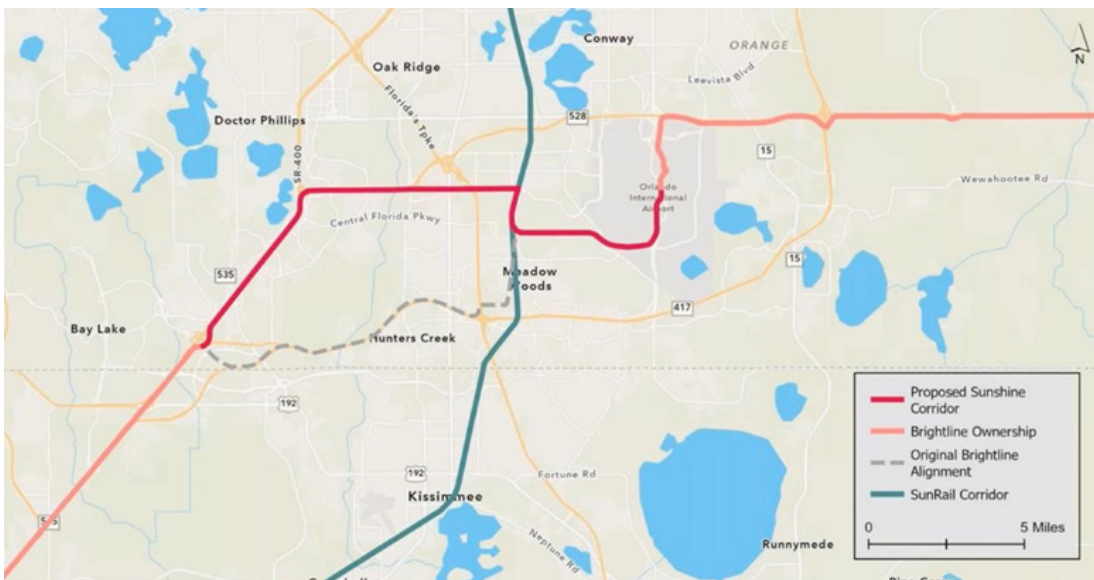 Conway
ORANGE
N
Oak Ridge
Leevista Blvd
Florida's Tpke
528
Doctor Phillips
15
SR-400
Wewahootee Rd
Orlando
International
Airport
Central Florida Pkwy
535
Meadow
Woods
15
417
Bay Lake
Hunters Creek
192
Proposed Sunshine
Corridor
Brightline Ownership
Original Brightline
Alignment
SunRail Corridor
0
5 Miles
192
Fortune Rd
Kissimmee
Neptune Rd
Runnymede